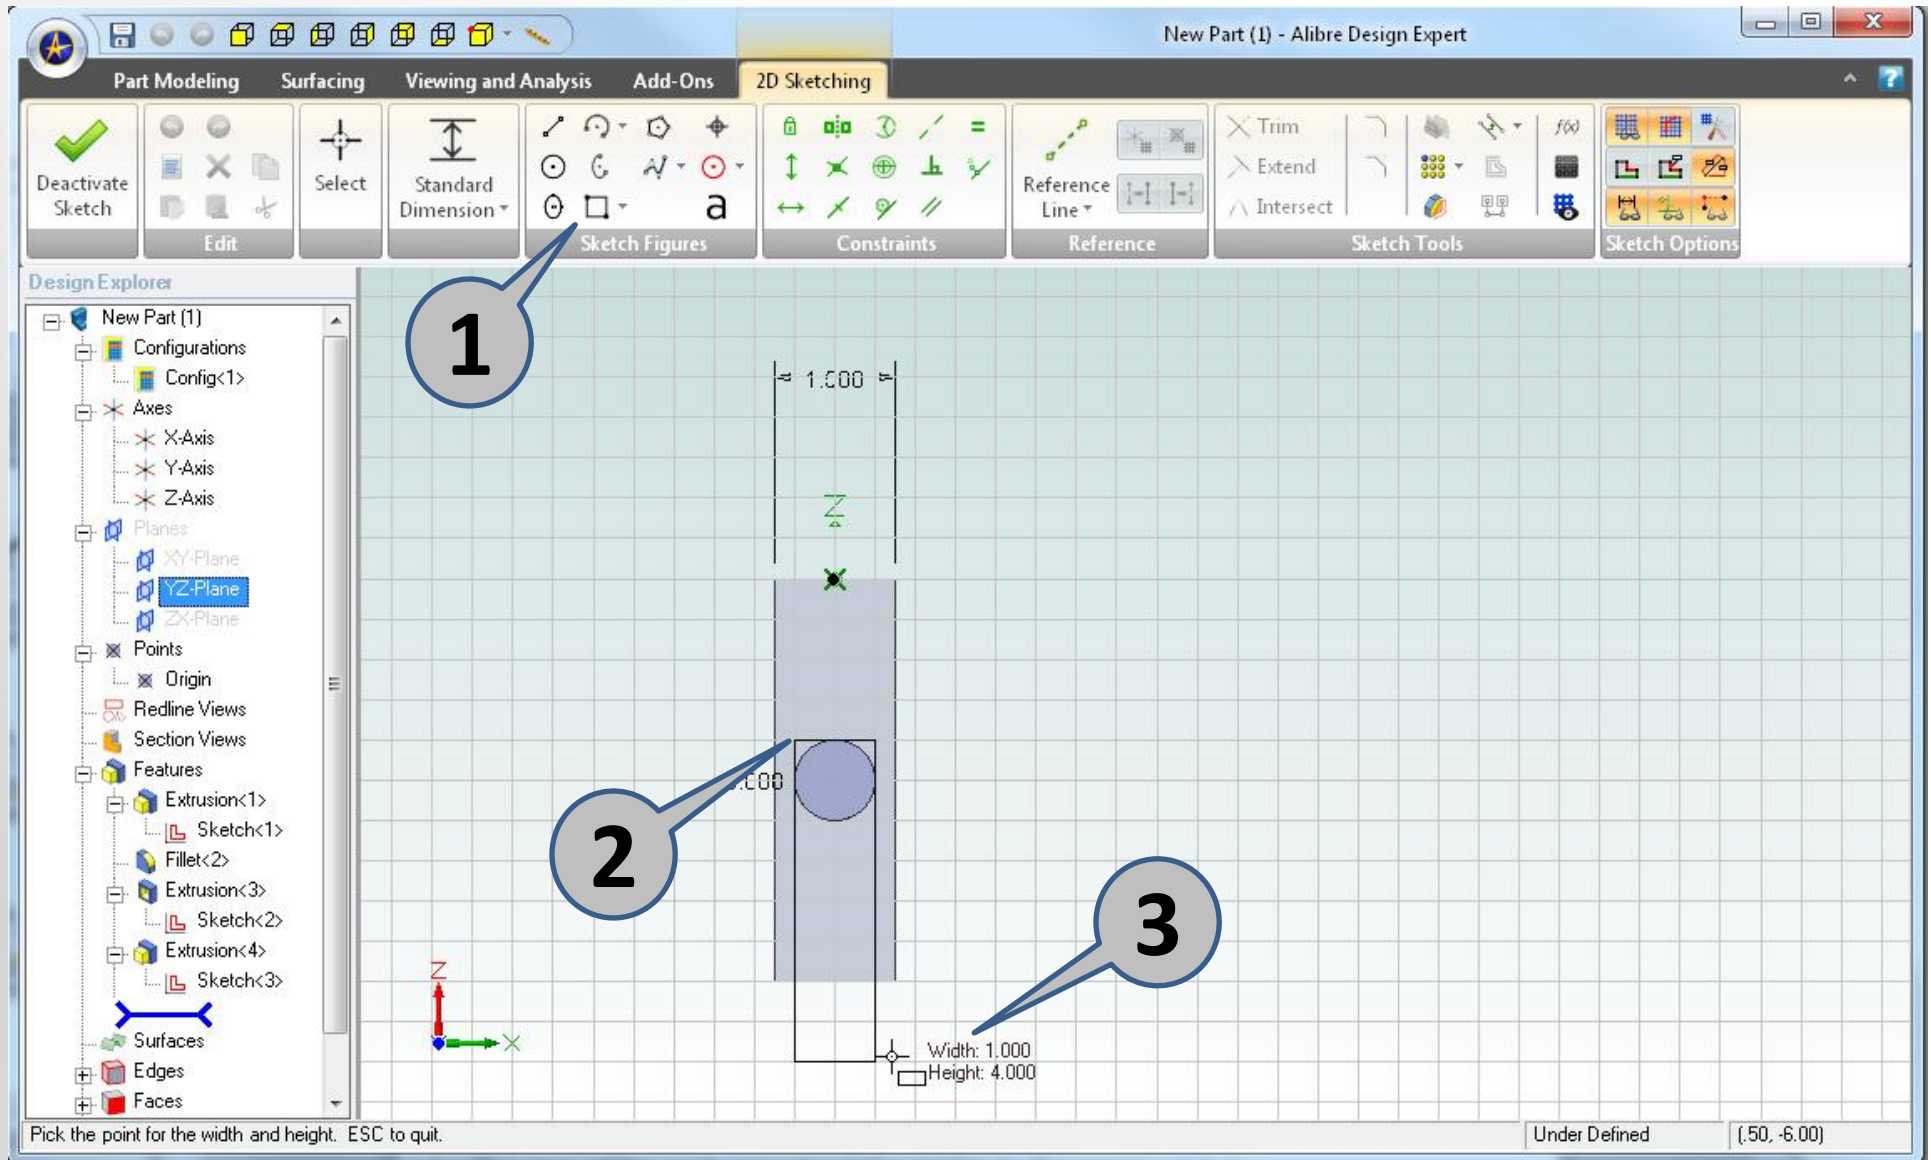 New Part (1) - Alibre Design Expert
Part Modeling Surfacing Viewing and Analysis Add-Ons 2D Sketching
Deactivate Sketch
Edit
Select
Standard Dimension
a
Sketch Figures
Constraints
Reference Line
Reference
Trim
Extend
Intersect
f(x)
Sketch Tools
Sketch Options
Design Explorer
New Part (1)
Configurations
Config<1>
Axes
X-Axis
Y-Axis
Z-Axis
Planes
XY-Plane
YZ-Plane
ZX-Plane
Points
Origin
Redline Views
Section Views
Features
Extrusion<1>
Sketch<1>
Fillet<2>
Extrusion<3>
Sketch<2>
Extrusion<4>
Sketch<3>
Surfaces
Edges
Faces
1
1.000
Z
2
3
Z
X
Width: 1.000
Height: 4.000
Pick the point for the width and height. ESC to quit.
Under Defined
(.50, -6.00)